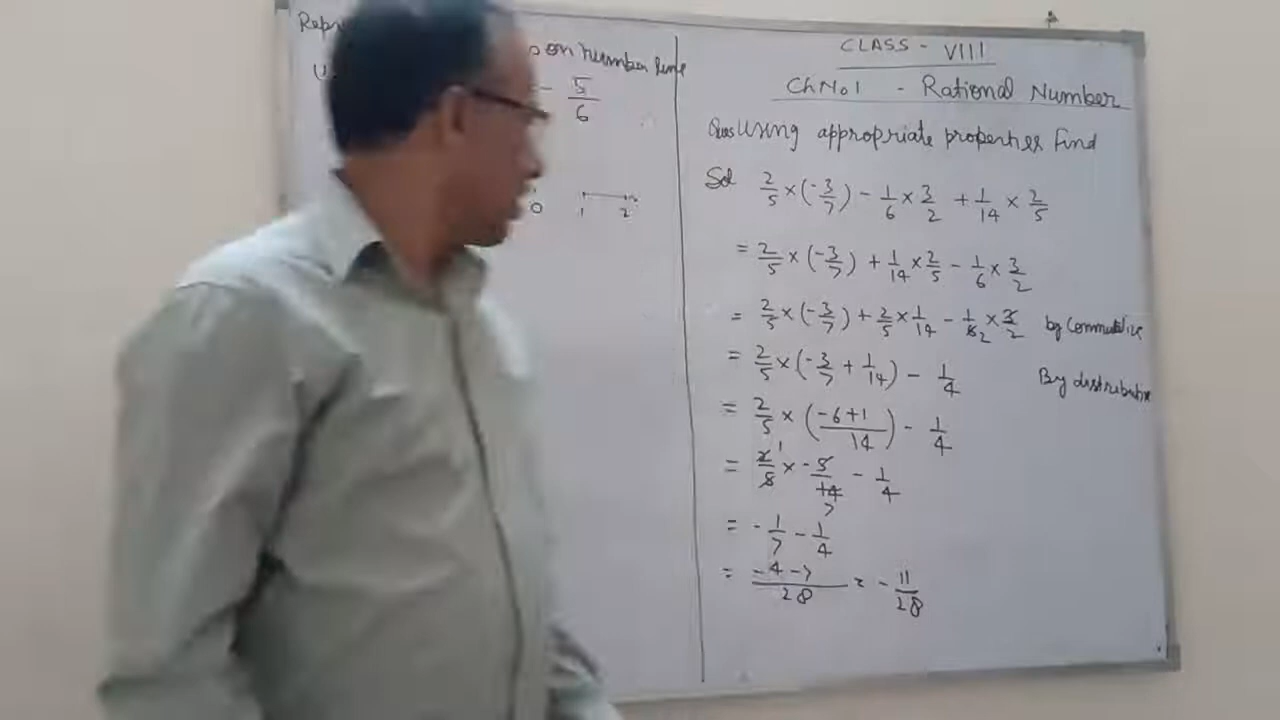 on number line
- 5/6
0 1 2
CLASS - VIII
Ch No 1 - Rational Number
Ques Using appropriate properties Find
Sol 2/5 × (-3/7) - 1/6 × 3/2 + 1/14 × 2/5
= 2/5 × (-3/7) + 1/14 × 2/5 - 1/6 × 3/2
= 2/5 × (-3/7) + 2/5 × 1/14 - 1/6 2 × 3/2 by Commutative
= 2/5 × (-3/7 + 1/14) - 1/4 By distributive
= 2/5 × (-6+1/14) - 1/4
= 2 1/5 × -5/14 7 - 1/4
= - 1/7 - 1/4
= -4-7/28 = - 11/28